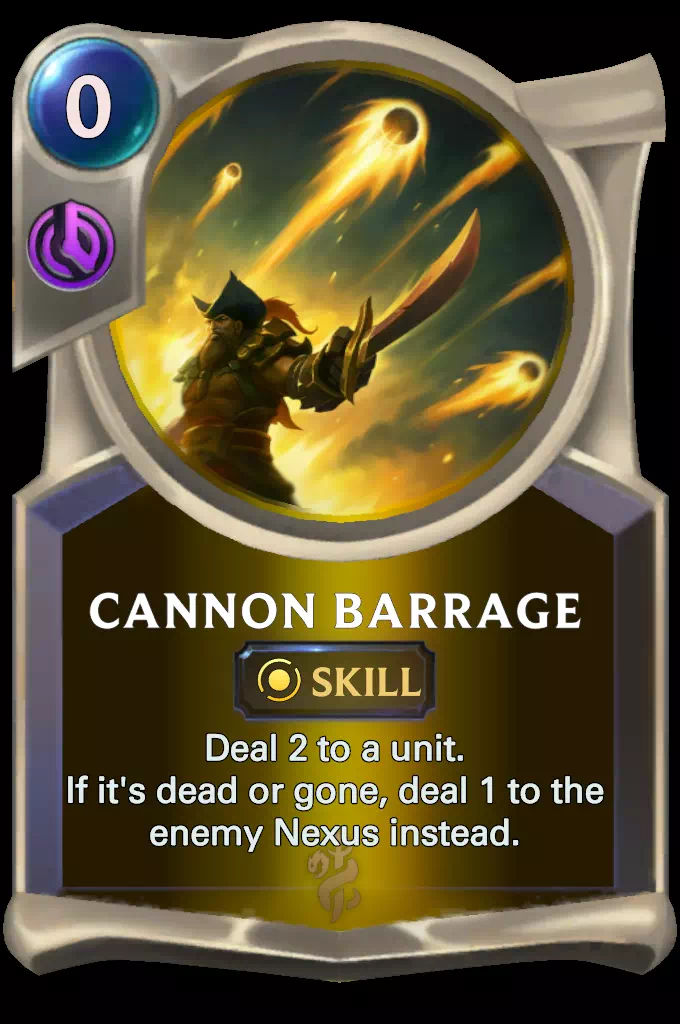 0
CANNON BARRAGE
SKILL
Deal 2 to a unit.
If it's dead or gone, deal 1 to the
enemy Nexus instead.